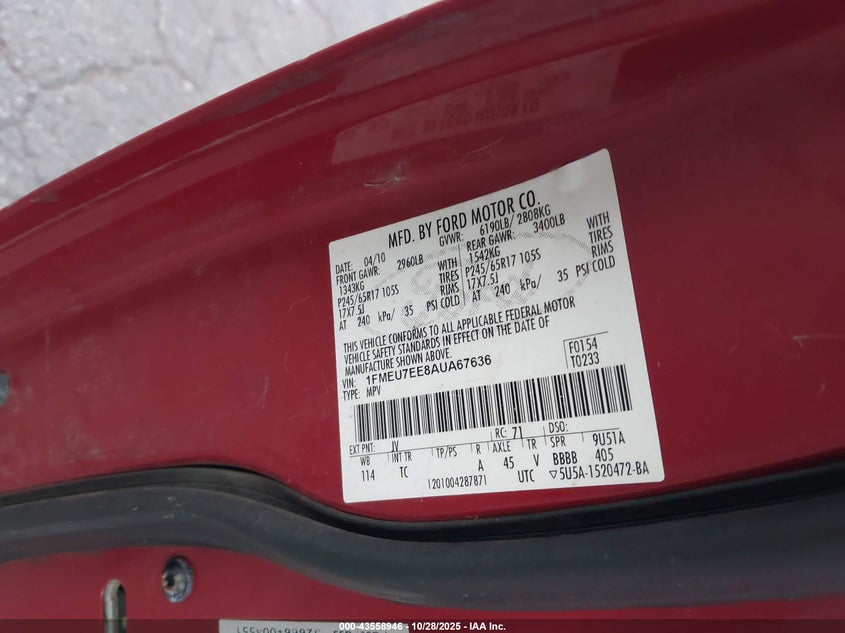 MFD. BY FORD MOTOR CO.
DATE: 04/10 GVWR: 6190LB/ 2808KG
FRONT GAWR: 2960LB REAR GAWR: 3400LB
1343KG WITH 1542KG WITH
P245/65R17 105S TIRES P245/65R17 105S TIRES
17X7.5J RIMS 17X7.5J RIMS
AT 240 kPa/ 35 PSI COLD AT 240 kPa/ 35 PSI COLD
THIS VEHICLE CONFORMS TO ALL APPLICABLE FEDERAL MOTOR
VEHICLE SAFETY STANDARDS IN EFFECT ON THE DATE OF
MANUFACTURE SHOWN ABOVE.
VIN: 1FMEU7EE8AUA67636 F0154
TYPE: MPV T0233
EXT PNT: JV RC: 71 DSO:
WB INT TR TP/PS R AXLE TR SPR 9U51A
114 TC A 45 V BBBB 405
1201004287871 UTC ▽5U5A-1520472-BA
Ford
000-43558946 | 10/28/2025 - IAA Inc.